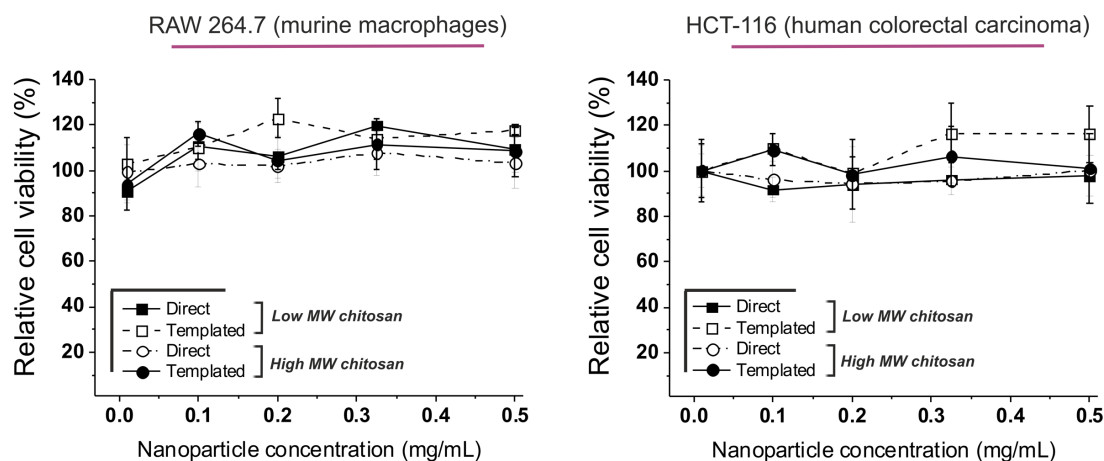 RAW 264.7 (murine macrophages)
Relative cell viability (%)
140
120
100
80
60
40
20
Direct
Templated
Low MW chitosan
Direct
Templated
High MW chitosan
0.0 0.1 0.2 0.3 0.4 0.5
Nanoparticle concentration (mg/mL)
HCT-116 (human colorectal carcinoma)
Relative cell viability (%)
140
120
100
80
60
40
20
Direct
Templated
Low MW chitosan
Direct
Templated
High MW chitosan
0.0 0.1 0.2 0.3 0.4 0.5
Nanoparticle concentration (mg/mL)